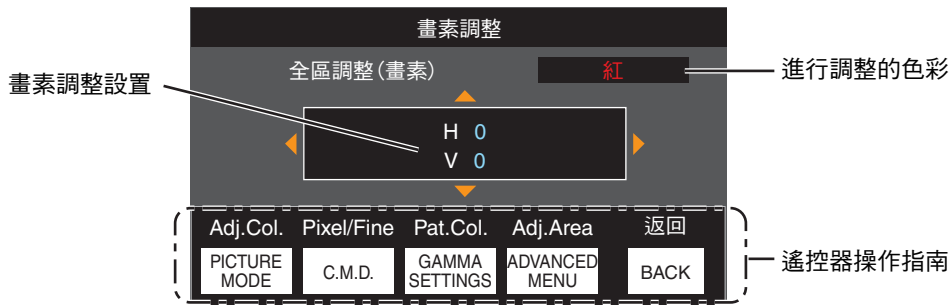 畫素調整
全區調整(畫素)
紅
進行調整的色彩
畫素調整設置
H 0
V 0
Adj.Col. Pixel/Fine Pat.Col. Adj.Area 返回
PICTURE MODE
C.M.D.
GAMMA SETTINGS
ADVANCED MENU
BACK
遙控器操作指南